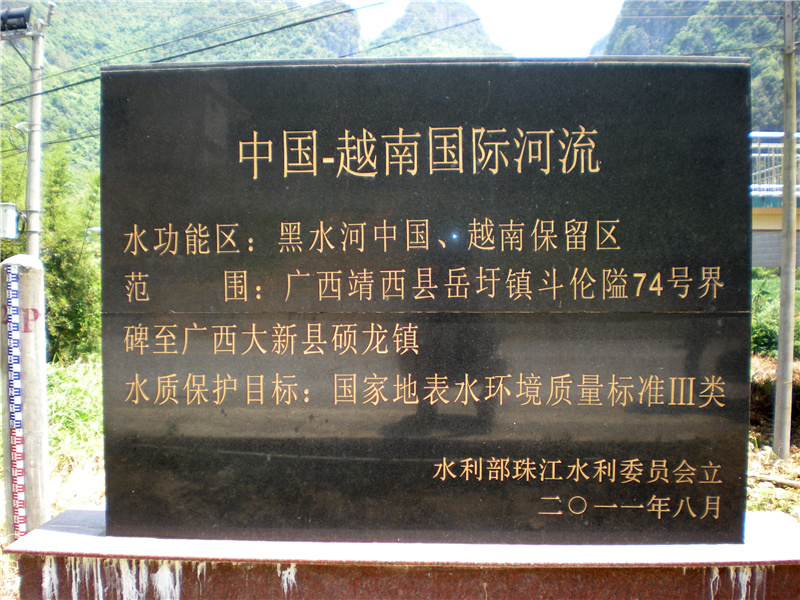 中国-越南国际河流
水功能区：黑水河中国、越南保留区
范 围：广西靖西县岳圩镇斗伦隘74号界
碑至广西大新县硕龙镇
水质保护目标：国家地表水环境质量标准III类
水利部珠江水利委员会立
二〇一一年八月
P